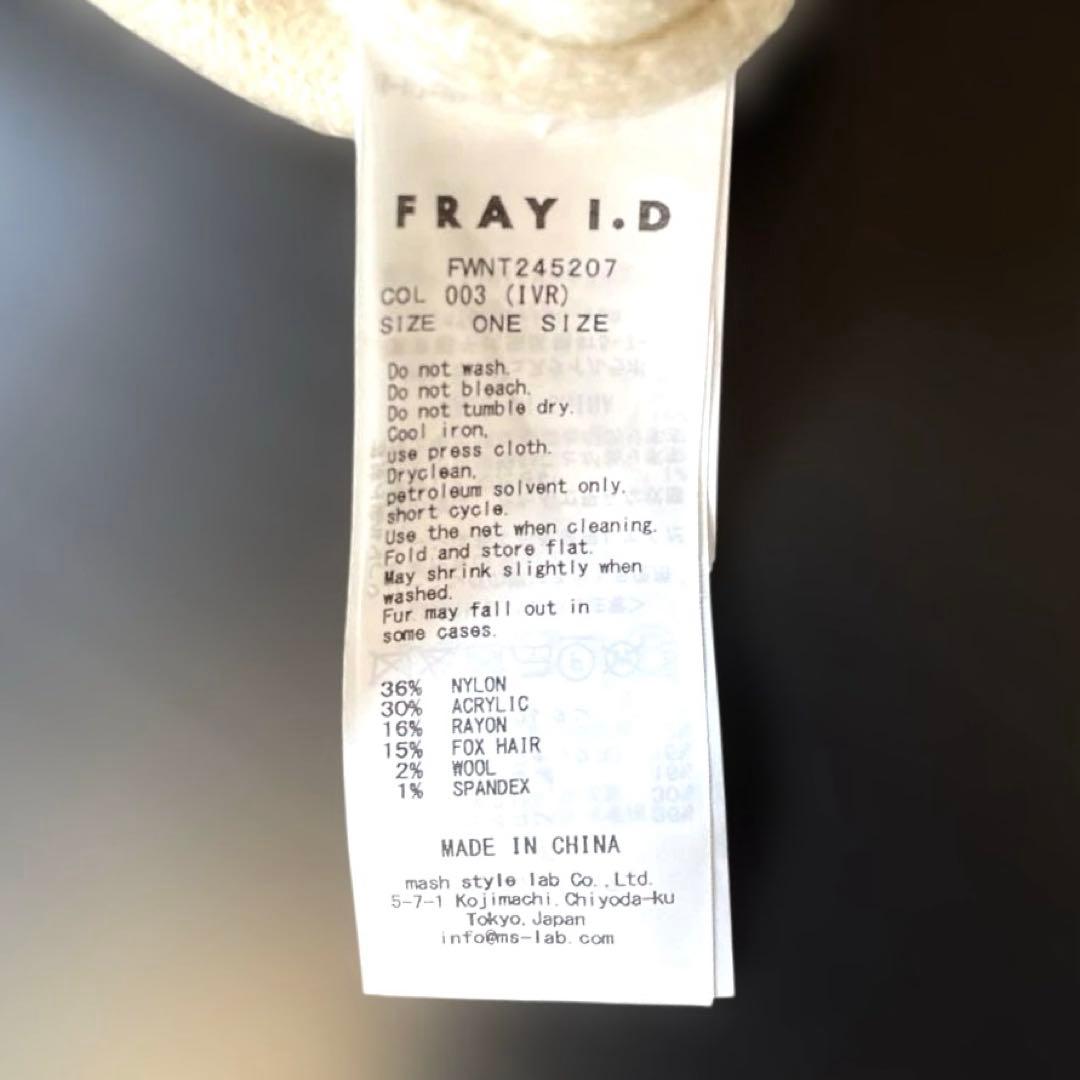 FRAY I.D
FWNT245207
COL 003 (IVR)
SIZE ONE SIZE
Do not wash.
Do not bleach.
Do not tumble dry.
Cool iron,
use press cloth.
Dryclean,
petroleum solvent only,
short cycle.
Use the net when cleaning.
Fold and store flat.
May shrink slightly when
washed.
Fur may fall out in
some cases.
36% NYLON
30% ACRYLIC
16% RAYON
15% FOX HAIR
2% WOOL
1% SPANDEX
MADE IN CHINA
mash style lab Co.,Ltd.
5-7-1 Kojimachi, Chiyoda-ku
Tokyo, Japan
info@ms-lab.com